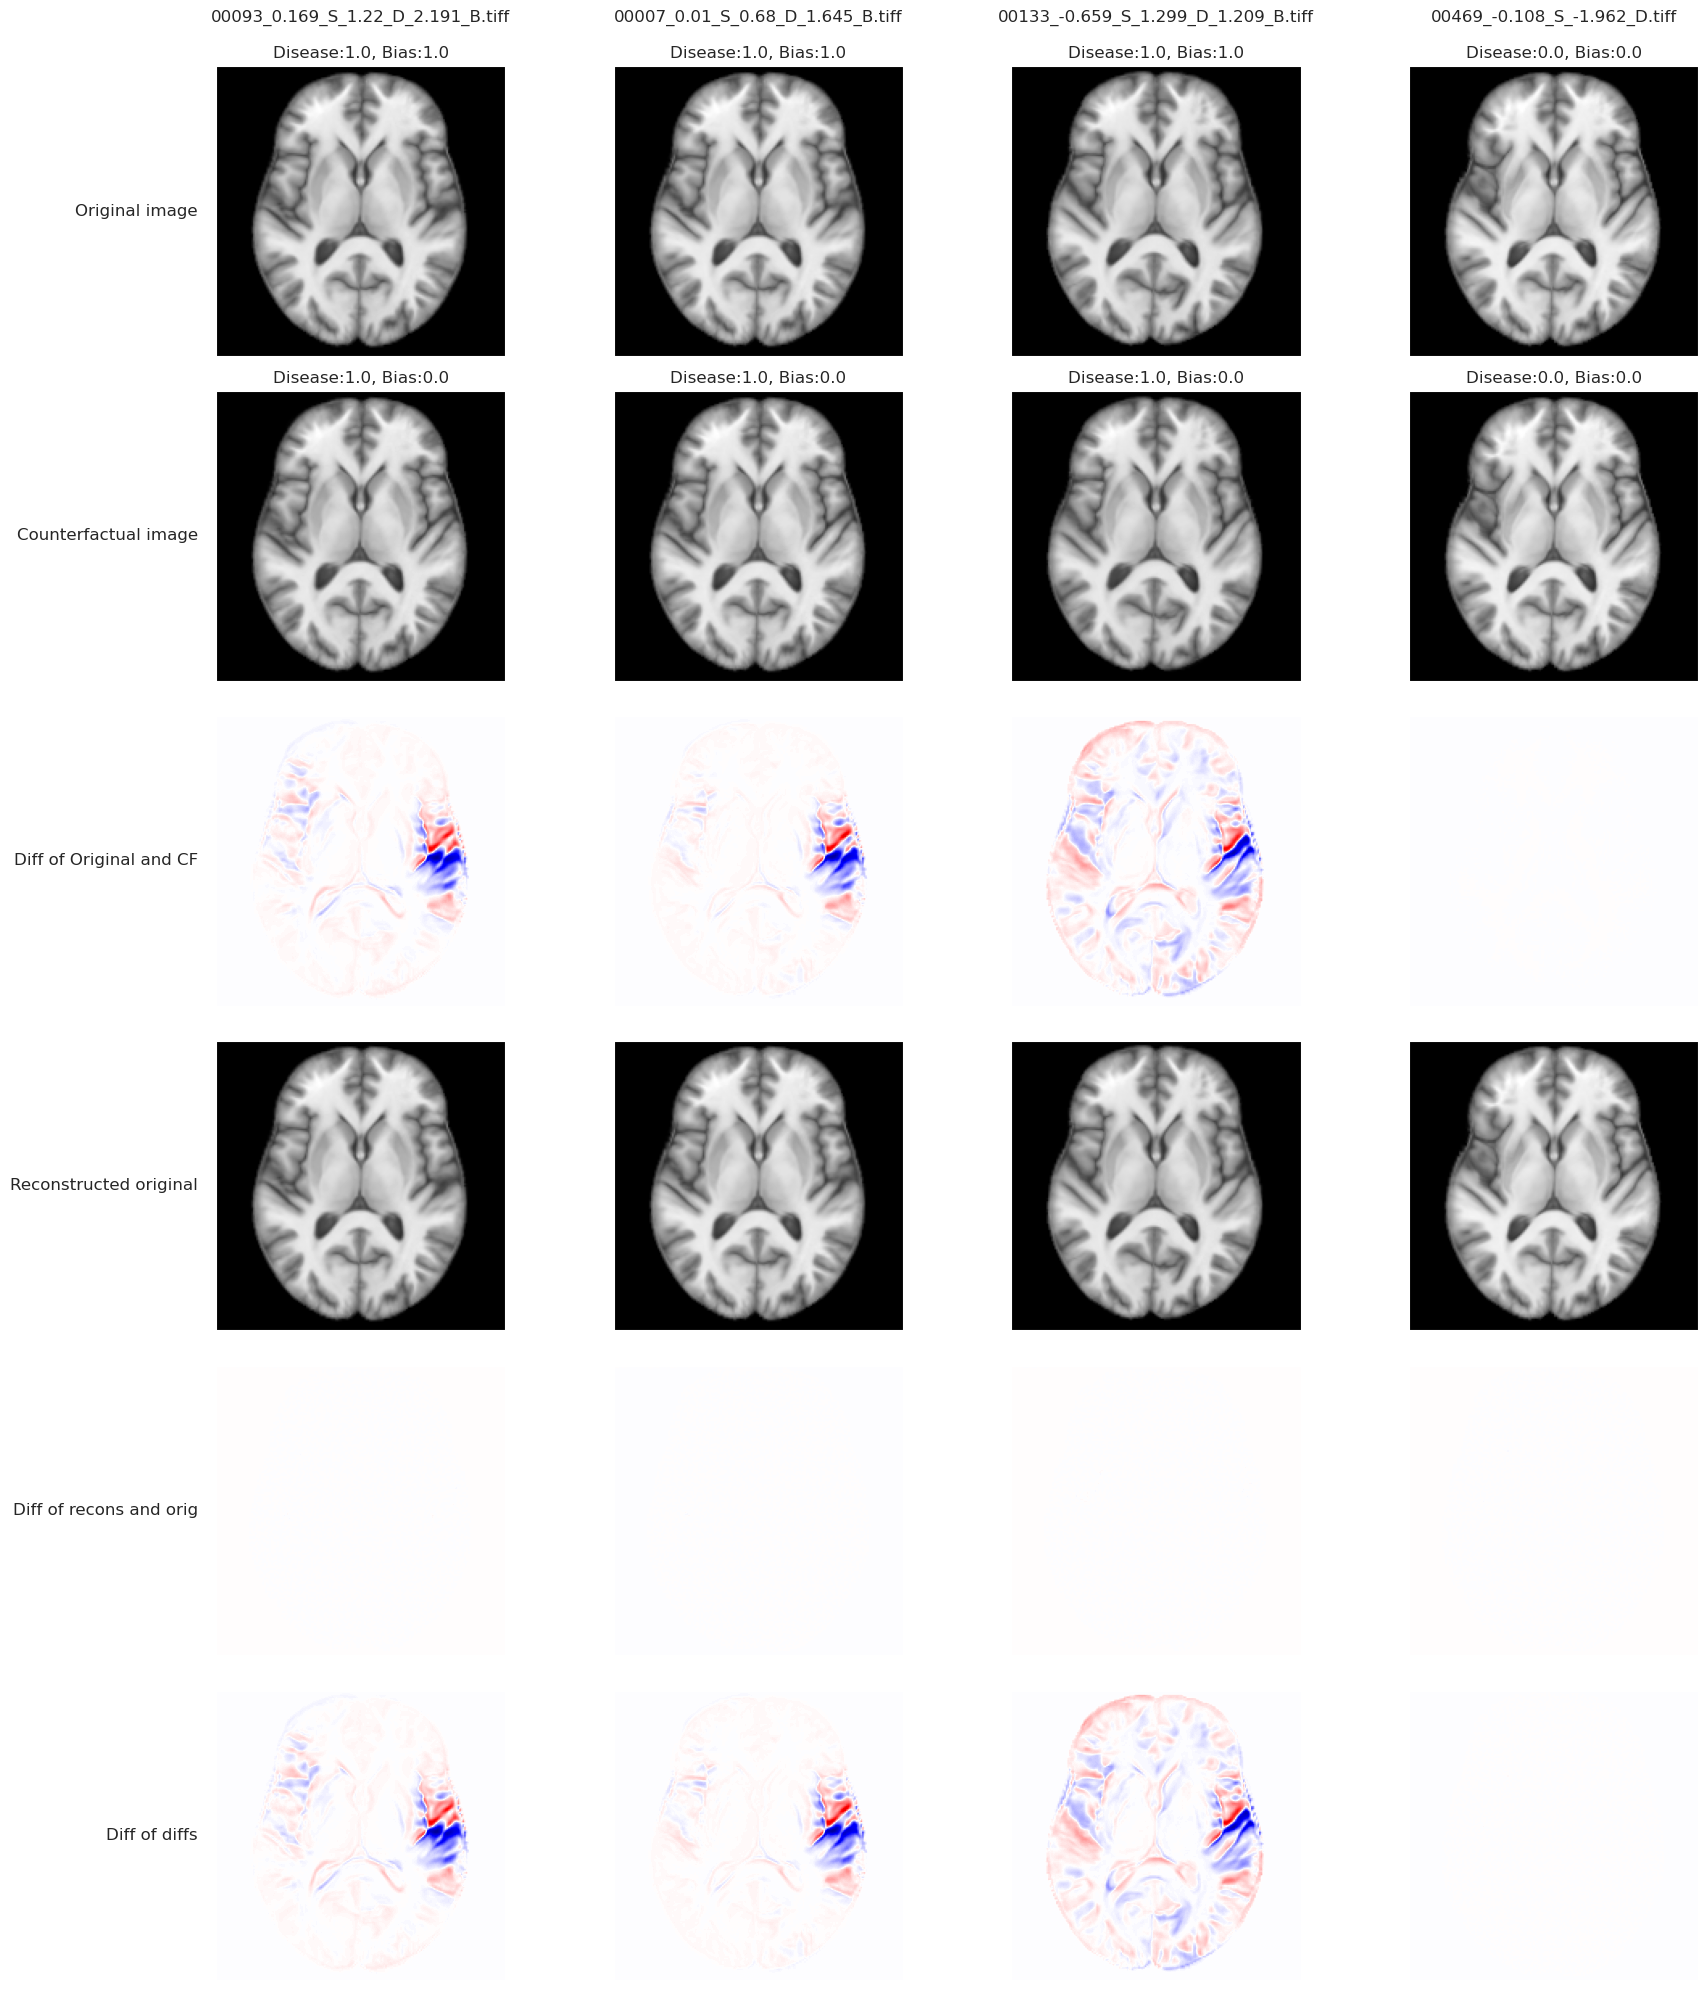 00093_0.169_S_1.22_D_2.191_B.tiff
00007_0.01_S_0.68_D_1.645_B.tiff
00133_-0.659_S_1.299_D_1.209_B.tiff
00469_-0.108_S_-1.962_D.tiff
Disease:1.0, Bias:1.0
Disease:1.0, Bias:1.0
Disease:1.0, Bias:1.0
Disease:0.0, Bias:0.0
Original image
Disease:1.0, Bias:0.0
Disease:1.0, Bias:0.0
Disease:1.0, Bias:0.0
Disease:0.0, Bias:0.0
Counterfactual image
Diff of Original and CF
Reconstructed original
Diff of recons and orig
Diff of diffs